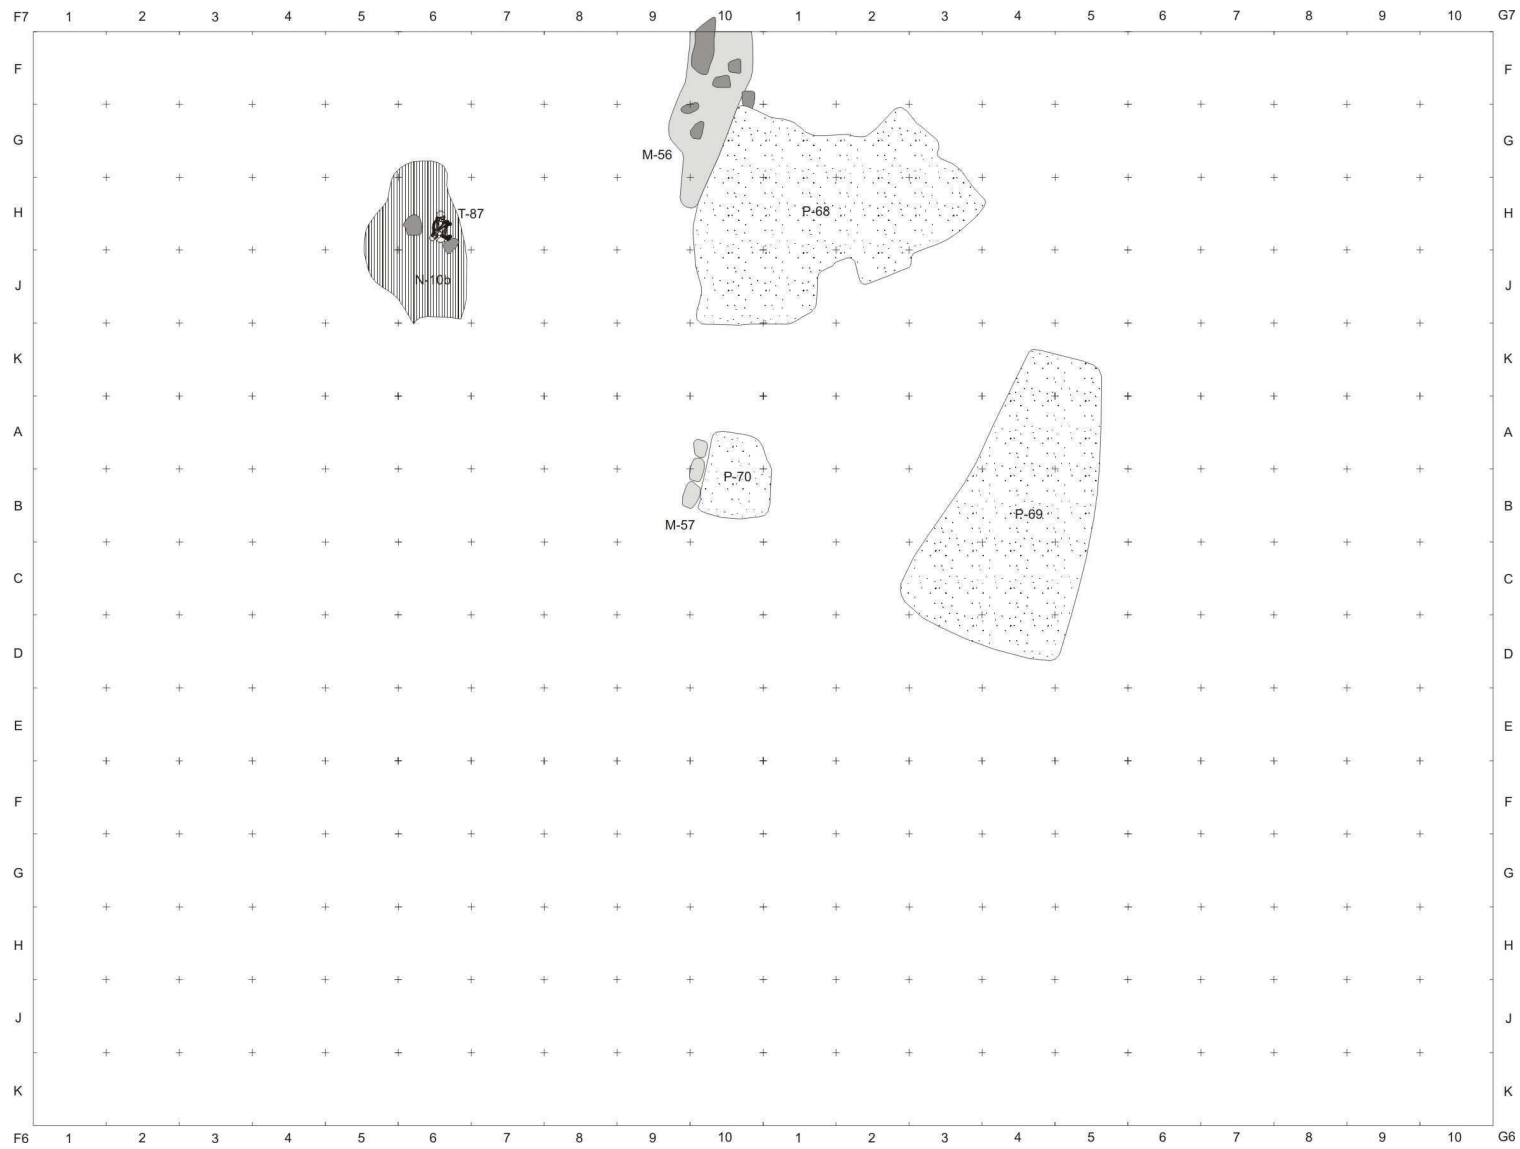 F7 1 2 3 4 5 6 7 8 9 10 1 2 3 4 5 6 7 8 9 10 G7
F F
G G
M-56
H T-87 P-68 H
N-10b
J J
K K
A A
P-70
B P-69 B
M-57
C C
D D
E E
F F
G G
H H
J J
K K
F6 1 2 3 4 5 6 7 8 9 10 1 2 3 4 5 6 7 8 9 10 G6